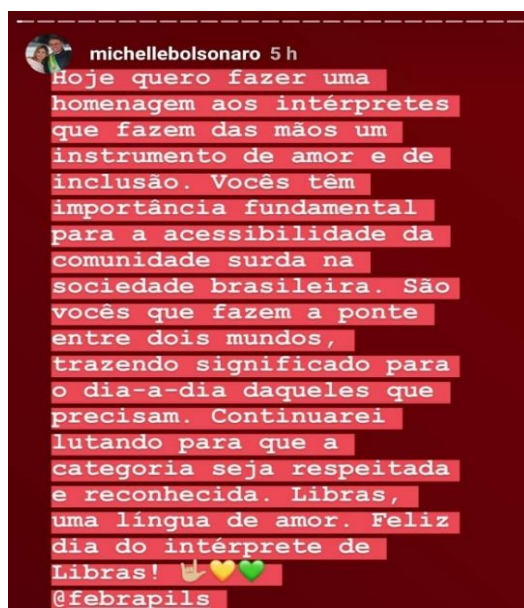 michellebolsonaro 5 h
Hoje quero fazer uma
homenagem aos intérpretes
que fazem das mãos um
instrumento de amor e de
inclusão. Vocês têm
importância fundamental
para a acessibilidade da
comunidade surda na
sociedade brasileira. São
vocês que fazem a ponte
entre dois mundos,
trazendo significado para
o dia-a-dia daqueles que
precisam. Continuarei
lutando para que a
categoria seja respeitada
e reconhecida. Libras,
uma língua de amor. Feliz
dia do intérprete de
Libras! 🤟💛💚
@febrapils